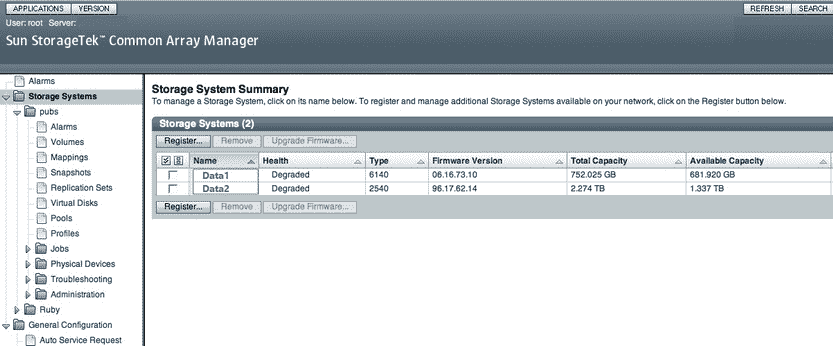 APPLICATIONS VERSION REFRESH SEARCH
User: root Server:
Sun StorageTek™ Common Array Manager
Alarms
Storage Systems
pubs
Alarms
Volumes
Mappings
Snapshots
Replication Sets
Virtual Disks
Pools
Profiles
Jobs
Physical Devices
Troubleshooting
Administration
Ruby
General Configuration
Auto Service Request
Storage System Summary
To manage a Storage System, click on its name below. To register and manage additional Storage Systems available on your network, click on the Register button below.
Storage Systems (2)
Register... Remove Upgrade Firmware...
Name Health Type Firmware Version Total Capacity Available Capacity
Data1 Degraded 6140 06.16.73.10 752.025 GB 681.920 GB
Data2 Degraded 2540 96.17.62.14 2.274 TB 1.337 TB
Register... Remove Upgrade Firmware...